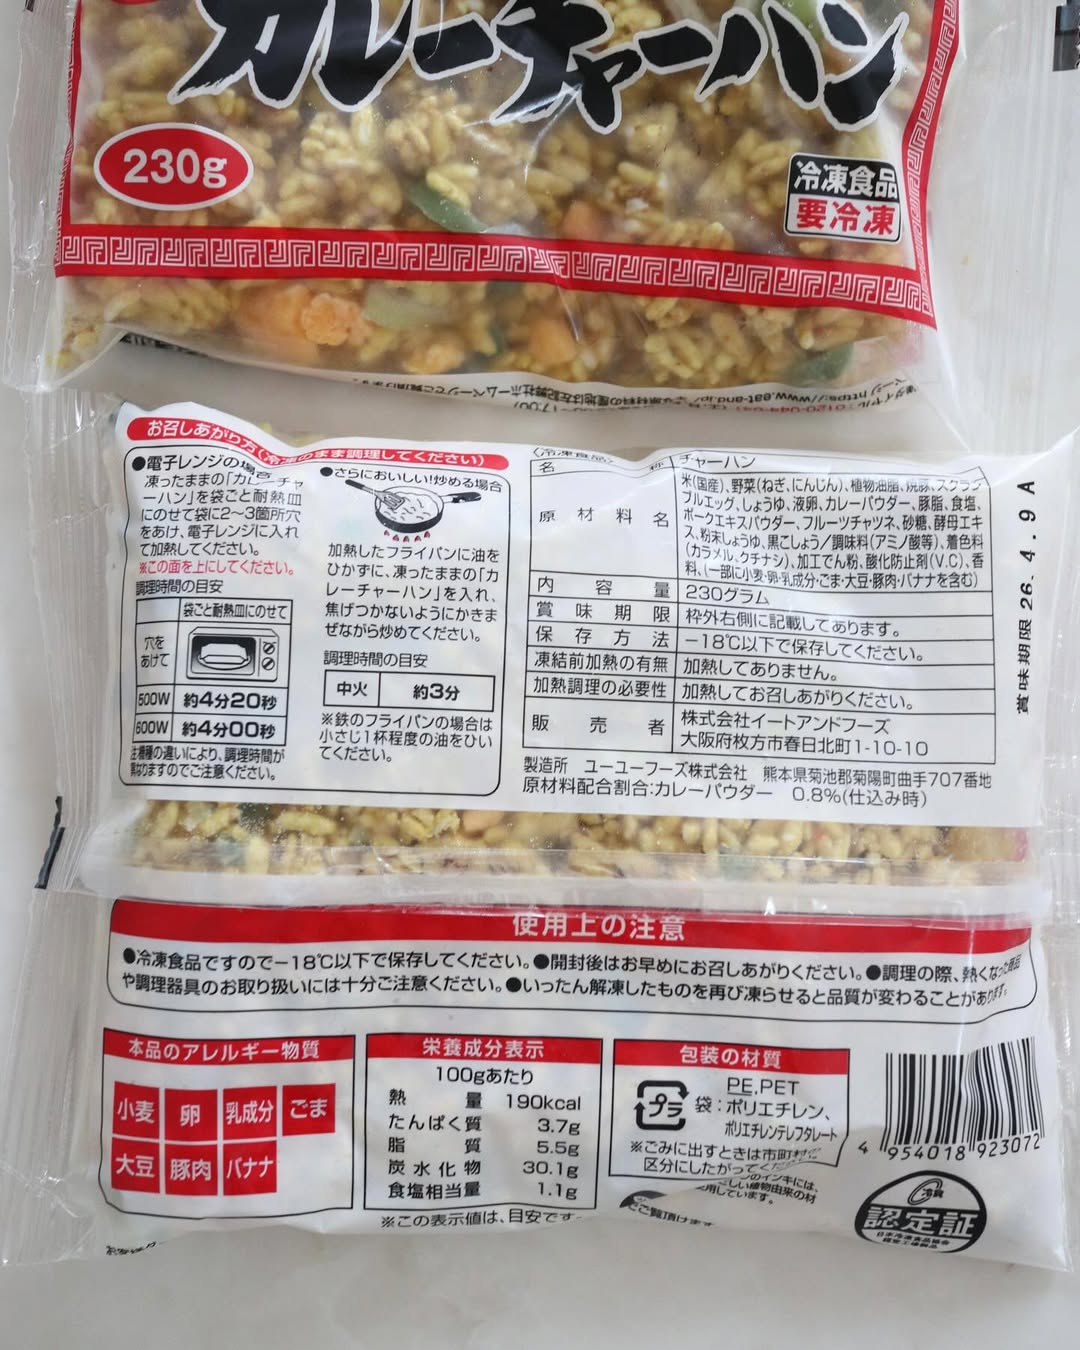 カレーチャーハン
230g
冷凍食品
要冷凍
お召しあがり方(冷凍のまま調理してください)
●電子レンジの場合
凍ったままの「カレーチャ
ーハン」を袋ごと耐熱皿
にのせて袋に2~3箇所穴
をあけ、電子レンジに入れ
て加熱してください。
※この面を上にしてください。
調理時間の目安
袋ごと耐熱皿にのせて
穴を
あけて
500W 約4分20秒
600W 約4分00秒
注)機種の違いにより、調理時間が
異なりますのでご注意ください。
●さらにおいしい!炒める場合
加熱したフライパンに油を
ひかずに、凍ったままの「カ
レーチャーハン」を入れ、
焦げつかないようにかきま
ぜながら炒めてください。
調理時間の目安
中火 約3分
※鉄のフライパンの場合は
小さじ1杯程度の油をひい
てください。
〈冷凍食品〉
名称 チャーハン
原材料名 米(国産)、野菜(ねぎ、にんじん)、植物油脂、焼豚、スクラン
ブルエッグ、しょうゆ、液卵、カレーパウダー、豚脂、食塩、
ポークエキスパウダー、フルーツチャツネ、砂糖、酵母エキ
ス、粉末しょうゆ、黒こしょう/調味料(アミノ酸等)、着色料
(カラメル、クチナシ)、加工でん粉、酸化防止剤(V.C)、香
料、(一部に小麦・卵・乳成分・ごま・大豆・豚肉・バナナを含む)
内容量 230グラム
賞味期限 枠外右側に記載してあります。
保存方法 -18℃以下で保存してください。
凍結前加熱の有無 加熱してありません。
加熱調理の必要性 加熱してお召しあがりください。
販売者 株式会社イートアンドフーズ
大阪府枚方市春日北町1-10-10
製造所 ユーユーフーズ株式会社 熊本県菊池郡菊陽町曲手707番地
原材料配合割合:カレーパウダー 0.8%(仕込み時)
賞味期限 26.4.9 A
使用上の注意
●冷凍食品ですので-18℃以下で保存してください。●開封後はお早めにお召しあがりください。●調理の際、熱くなった商品
や調理器具のお取り扱いには十分ご注意ください。●いったん解凍したものを再び凍らせると品質が変わることがあります。
本品のアレルギー物質
小麦 卵 乳成分 ごま
大豆 豚肉 バナナ
栄養成分表示
100gあたり
熱量 190kcal
たんぱく質 3.7g
脂質 5.5g
炭水化物 30.1g
食塩相当量 1.1g
※この表示値は、目安です。
包装の材質
プラ
PE,PET
袋:ポリエチレン、
ポリエチレンテレフタレート
※ごみに出すときは市町村の
区分にしたがってく
4 954018 923072
冷食
認定証
日本冷凍食品協会